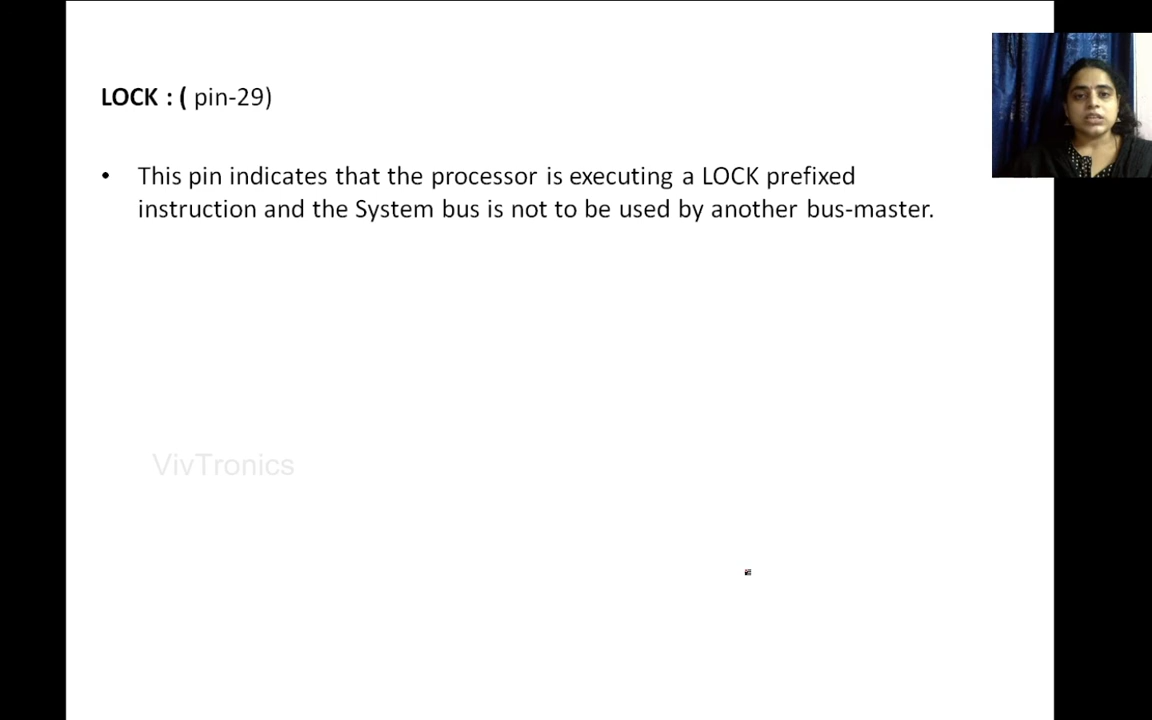 LOCK : ( pin-29)
• This pin indicates that the processor is executing a LOCK prefixed
instruction and the System bus is not to be used by another bus-master.
VivTronics